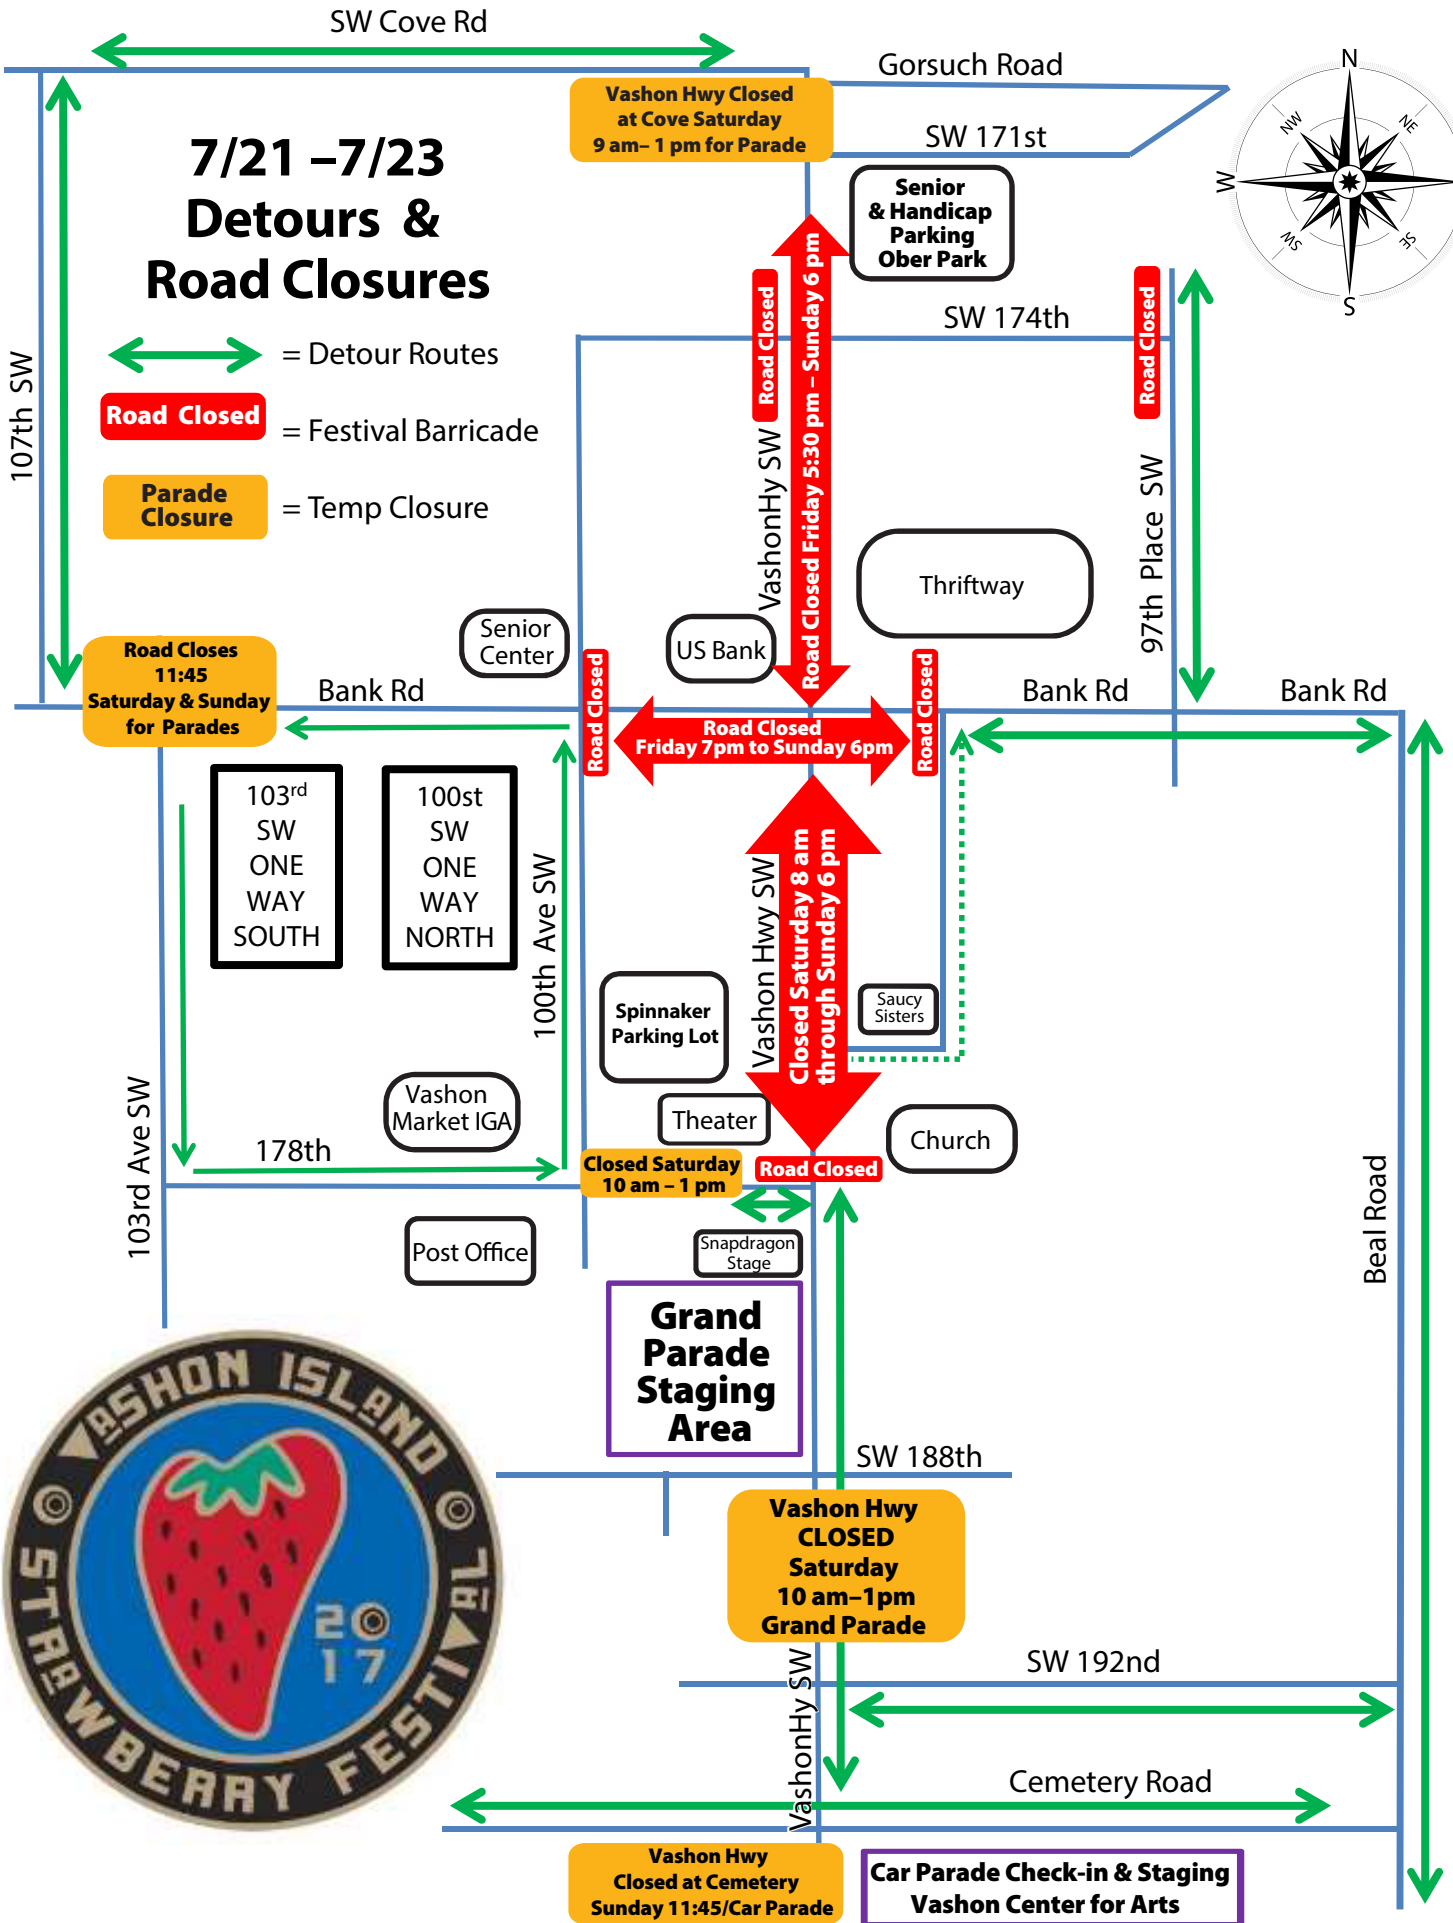 SW Cove Rd
Gorsuch Road
Vashon Hwy Closed
at Cove Saturday
9 am– 1 pm for Parade
SW 171st
N
NW
NE
W
SW
SE
S
7/21 –7/23
Detours &
Road Closures
= Detour Routes
Road Closed
= Festival Barricade
Parade
Closure
= Temp Closure
107th SW
Senior
& Handicap
Parking
Ober Park
Road Closed
Road Closed Friday 5:30 pm – Sunday 6 pm
SW 174th
Road Closed
VashonHy SW
97th Place SW
Thriftway
Senior
Center
US Bank
Road Closes
11:45
Saturday & Sunday
for Parades
Bank Rd
Road Closed
Road Closed
Friday 7pm to Sunday 6pm
Road Closed
Bank Rd
Bank Rd
103rd
SW
ONE
WAY
SOUTH
100st
SW
ONE
WAY
NORTH
100th Ave SW
Vashon Hwy SW
Closed Saturday 8 am
through Sunday 6 pm
Spinnaker
Parking Lot
Saucy
Sisters
Vashon
Market IGA
Theater
Church
103rd Ave SW
178th
Closed Saturday
10 am – 1 pm
Road Closed
Beal Road
Post Office
Snapdragon
Stage
Grand
Parade
Staging
Area
VASHON ISLAND
STRAWBERRY FESTIVAL
20
17
SW 188th
Vashon Hwy
CLOSED
Saturday
10 am–1pm
Grand Parade
VashonHy SW
SW 192nd
Cemetery Road
Vashon Hwy
Closed at Cemetery
Sunday 11:45/Car Parade
Car Parade Check-in & Staging
Vashon Center for Arts